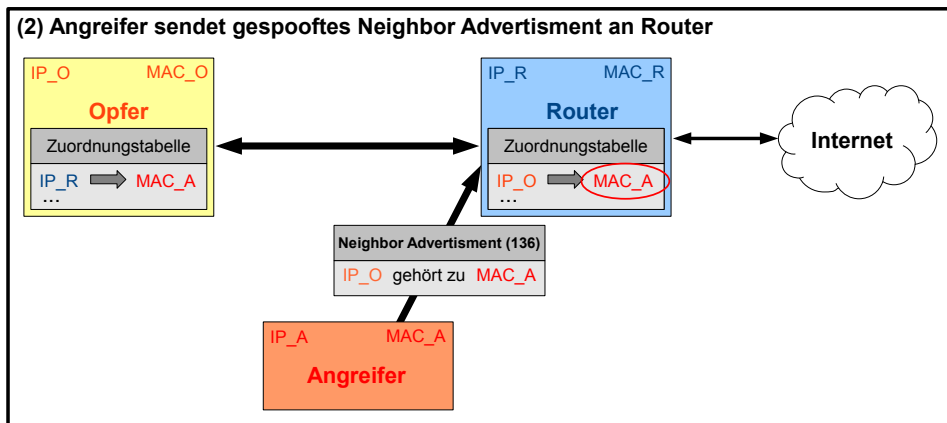 (2) Angreifer sendet gespooftes Neighbor Advertisment an Router
IP_O MAC_O
Opfer
Zuordnungstabelle
IP_R MAC_A
...
IP_R MAC_R
Router
Zuordnungstabelle
IP_O MAC_A
...
Internet
Neighbor Advertisment (136)
IP_O gehört zu MAC_A
IP_A MAC_A
Angreifer